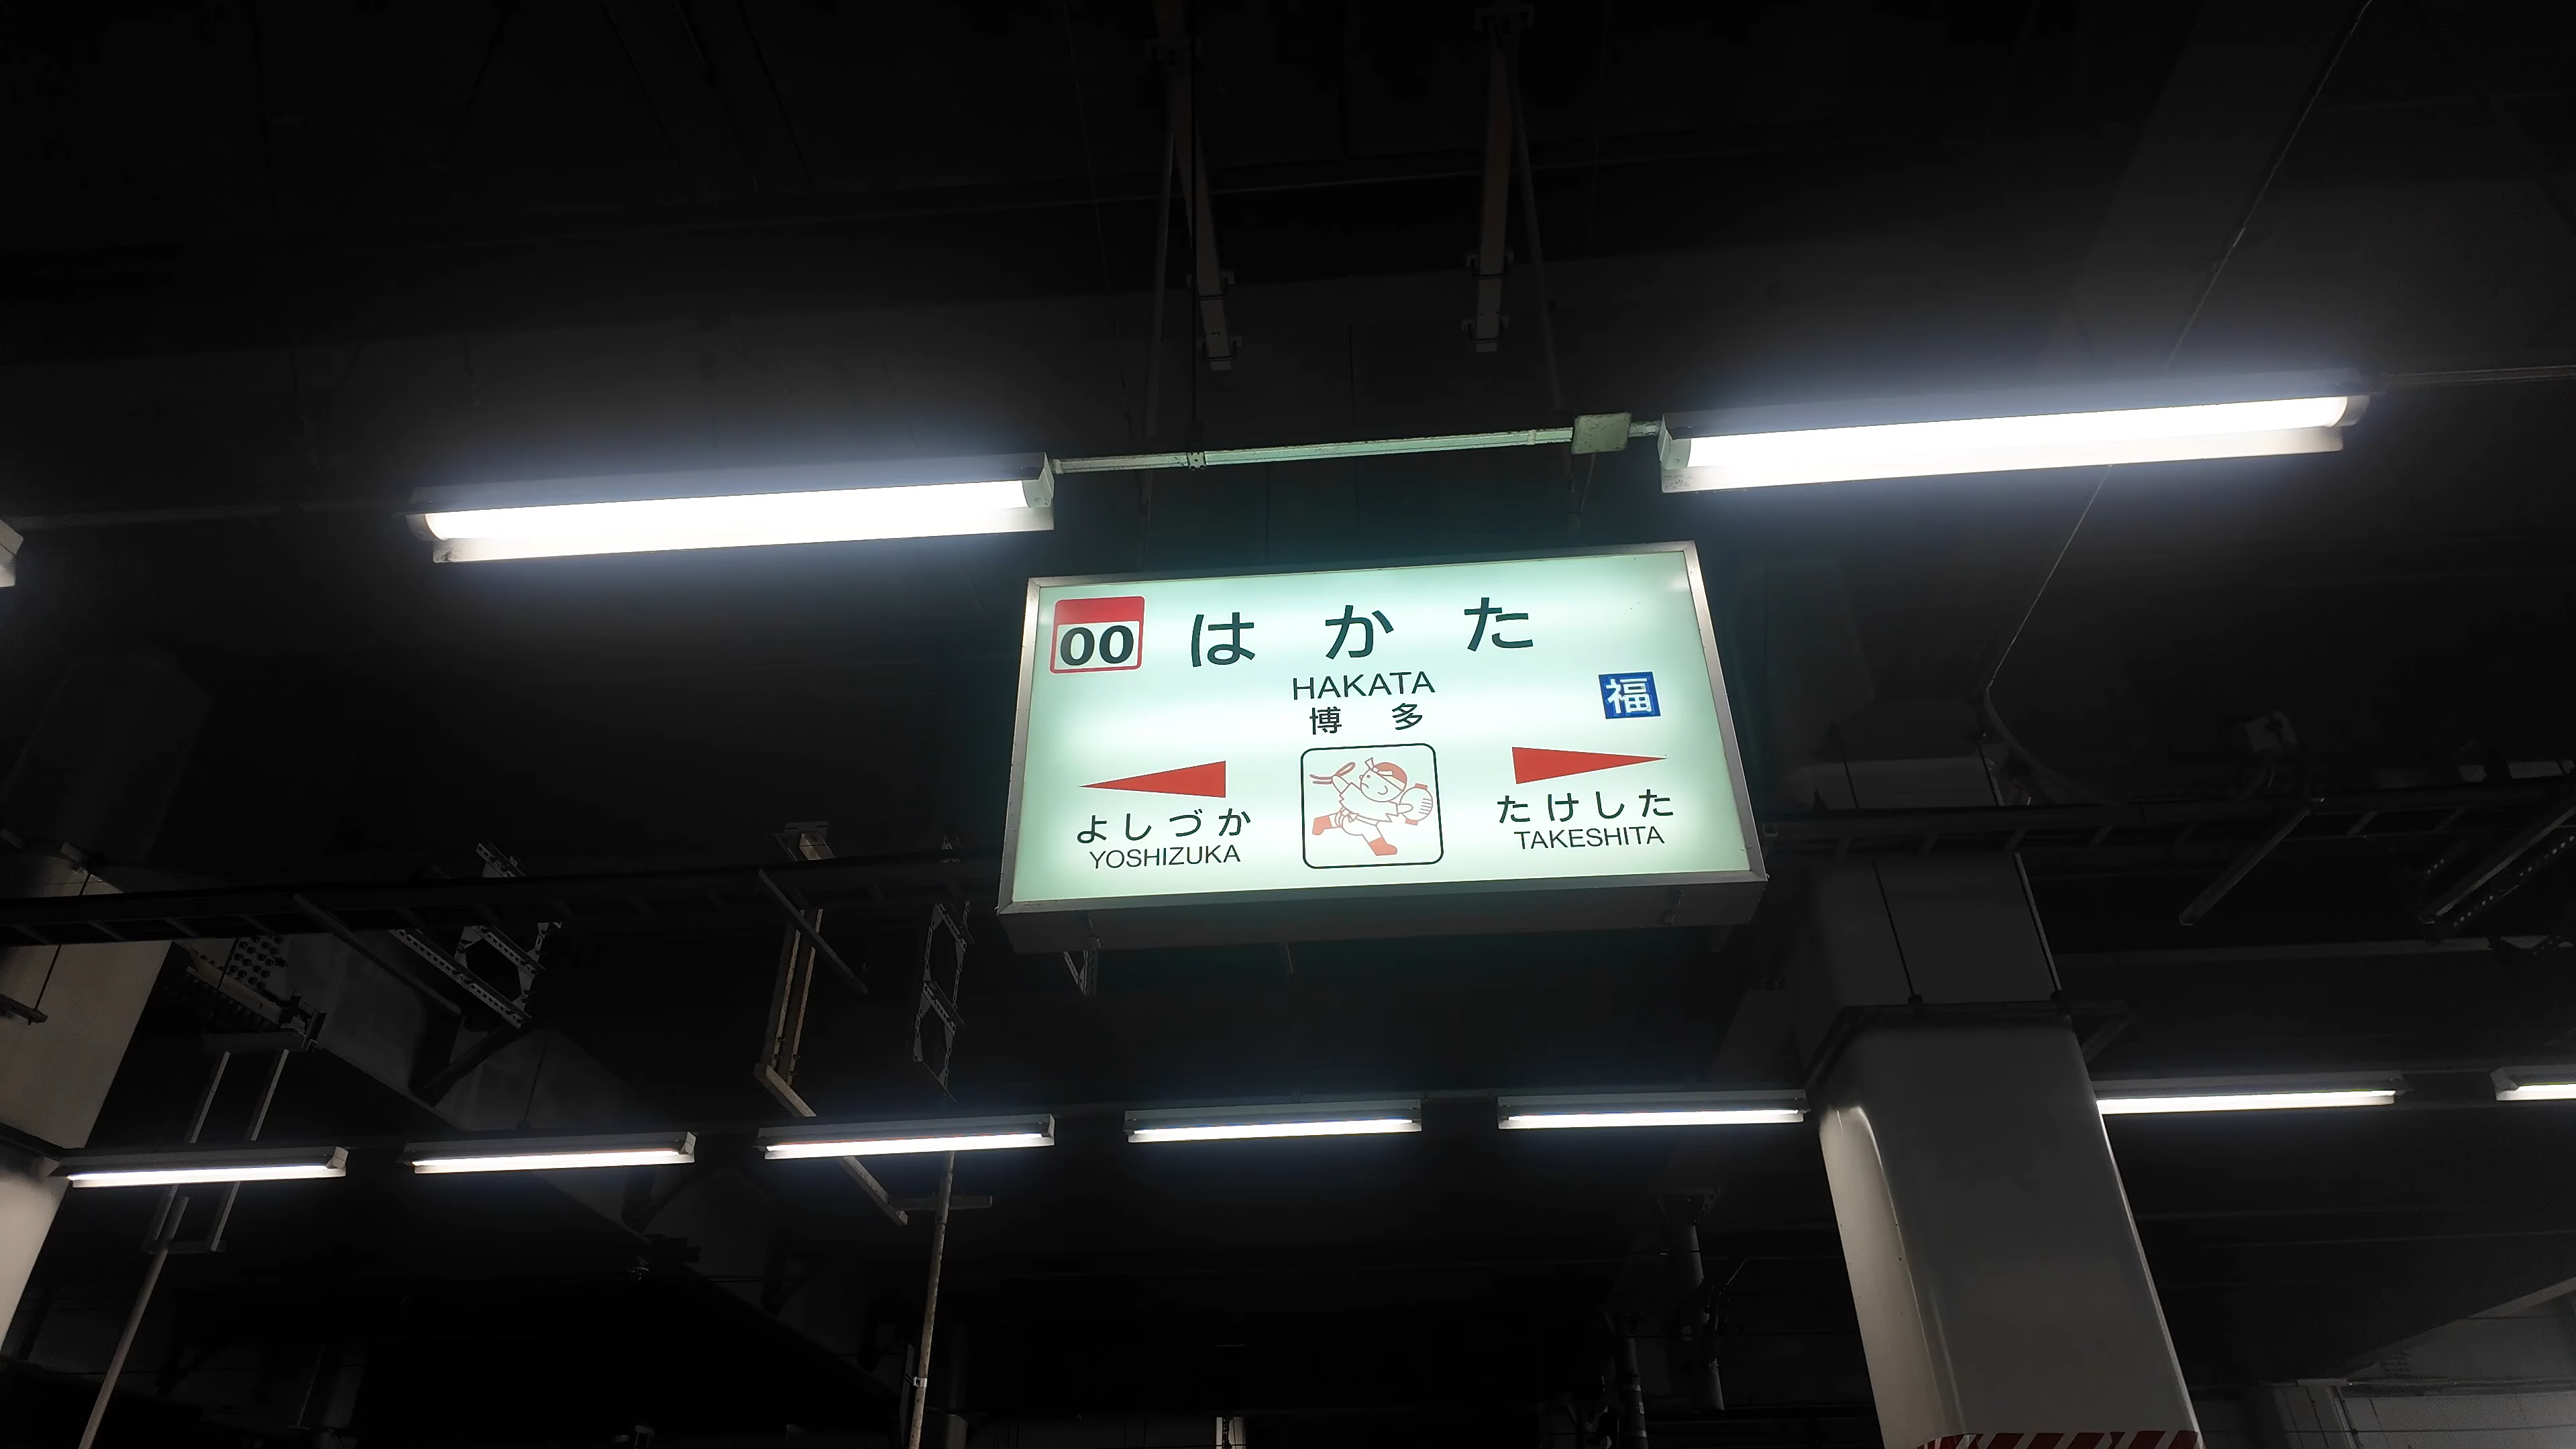 00 は か た
HAKATA
博 多
福
よしづか
YOSHIZUKA
たけした
TAKESHITA